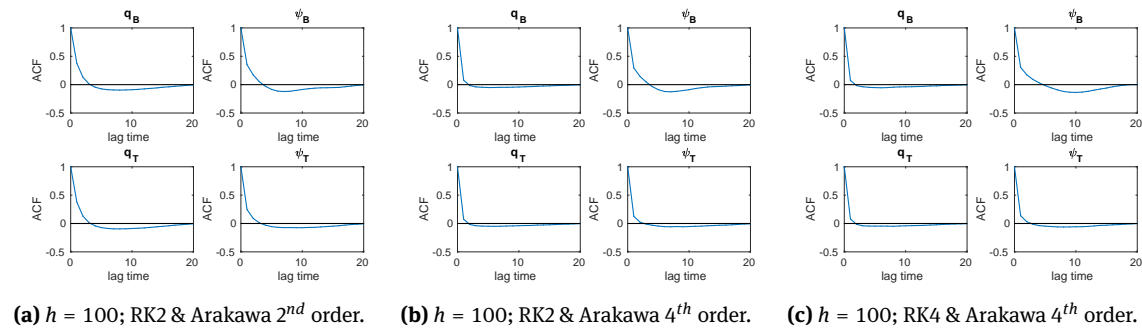 q_B ψ_B q_B ψ_B q_B ψ_B
1 1 1 1 1 1
0.5 0.5 0.5 0.5 0.5 0.5
ACF ACF ACF ACF ACF ACF
0 0 0 0 0 0
-0.5 -0.5 -0.5 -0.5 -0.5 -0.5
0 10 20 0 10 20 0 10 20 0 10 20 0 10 20 0 10 20
lag time lag time lag time lag time lag time lag time
q_T ψ_T q_T ψ_T q_T ψ_T
1 1 1 1 1 1
0.5 0.5 0.5 0.5 0.5 0.5
ACF ACF ACF ACF ACF ACF
0 0 0 0 0 0
-0.5 -0.5 -0.5 -0.5 -0.5 -0.5
0 10 20 0 10 20 0 10 20 0 10 20 0 10 20 0 10 20
lag time lag time lag time lag time lag time lag time
(a) h = 100; RK2 & Arakawa 2^nd order. (b) h = 100; RK2 & Arakawa 4^th order. (c) h = 100; RK4 & Arakawa 4^th order.